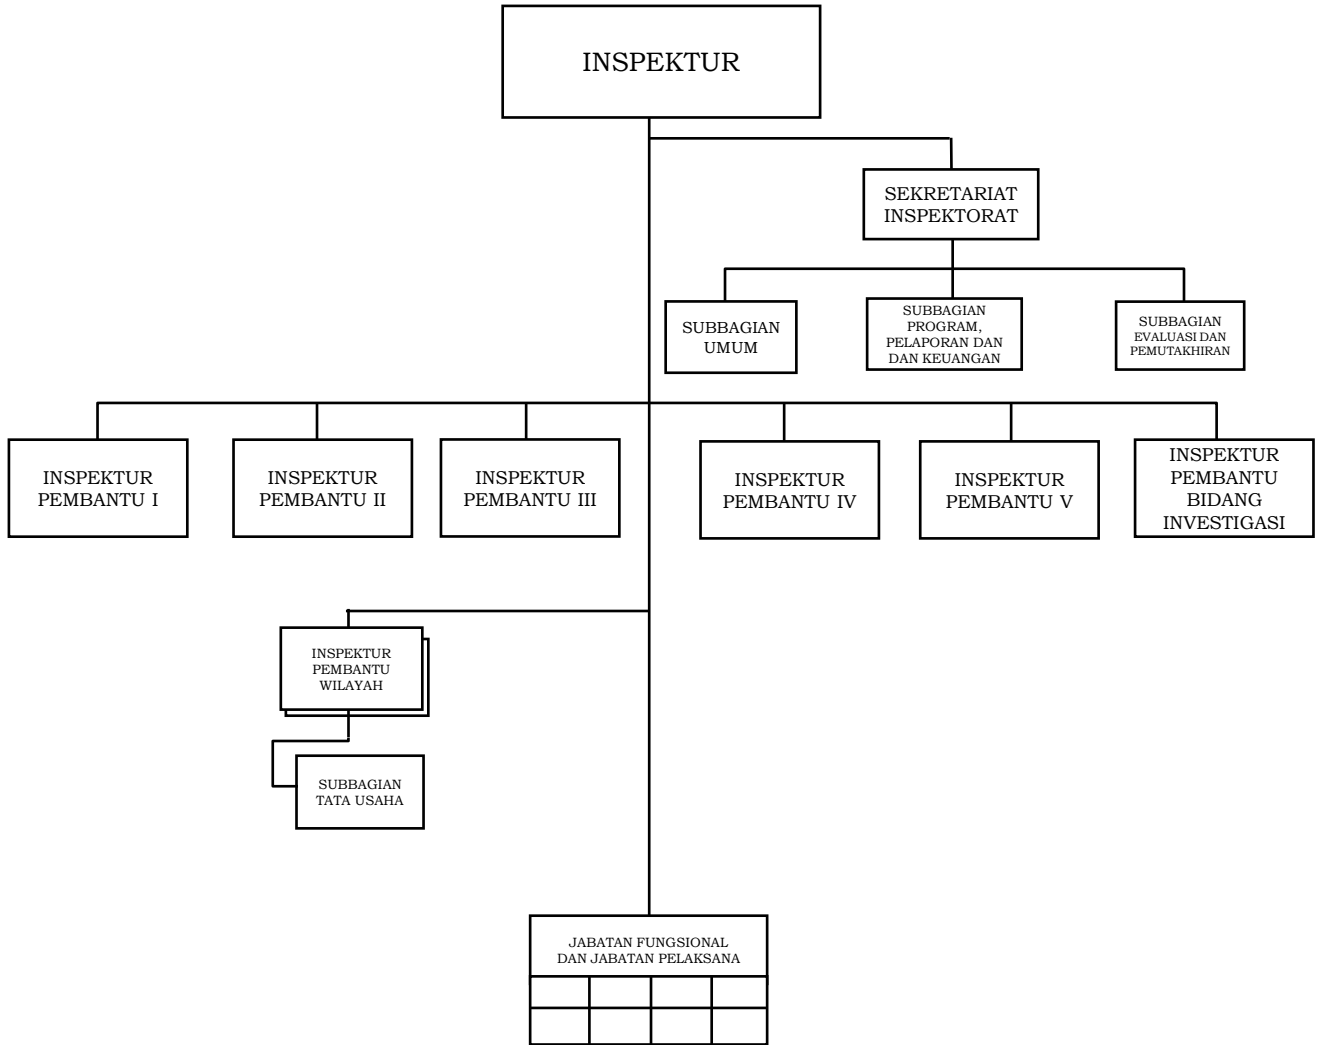 INSPEKTUR
SEKRETARIAT
INSPEKTORAT
SUBBAGIAN
UMUM
SUBBAGIAN
PROGRAM,
PELAPORAN DAN
DAN KEUANGAN
SUBBAGIAN
EVALUASI DAN
PEMUTAKHIRAN
INSPEKTUR
PEMBANTU I
INSPEKTUR
PEMBANTU II
INSPEKTUR
PEMBANTU III
INSPEKTUR
PEMBANTU IV
INSPEKTUR
PEMBANTU V
INSPEKTUR
PEMBANTU
BIDANG
INVESTIGASI
INSPEKTUR
PEMBANTU
WILAYAH
SUBBAGIAN
TATA USAHA
JABATAN FUNGSIONAL
DAN JABATAN PELAKSANA